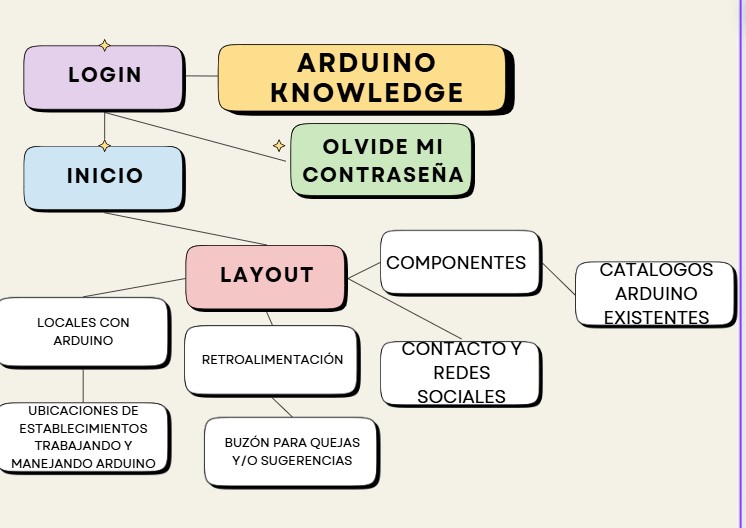 LOGIN
ARDUINO
KNOWLEDGE
OLVIDE MI
CONTRASEÑA
INICIO
LAYOUT
COMPONENTES
CATALOGOS
ARDUINO
EXISTENTES
LOCALES CON
ARDUINO
RETROALIMENTACIÓN
CONTACTO Y
REDES
SOCIALES
UBICACIONES DE
ESTABLECIMIENTOS
TRABAJANDO Y
MANEJANDO ARDUINO
BUZÓN PARA QUEJAS
Y/O SUGERENCIAS